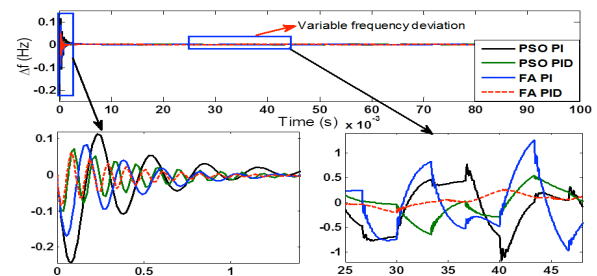 Variable frequency deviation
PSO PI
PSO PID
FA PI
FA PID
Δf (Hz)
0.1
0
-0.1
-0.2
0 10 20 30 40 50 60 70 80 90 100
Time (s)
x 10⁻³
0.1
0
-0.1
-0.2
0 0.5 1
1
0.5
0
-0.5
-1
25 30 35 40 45